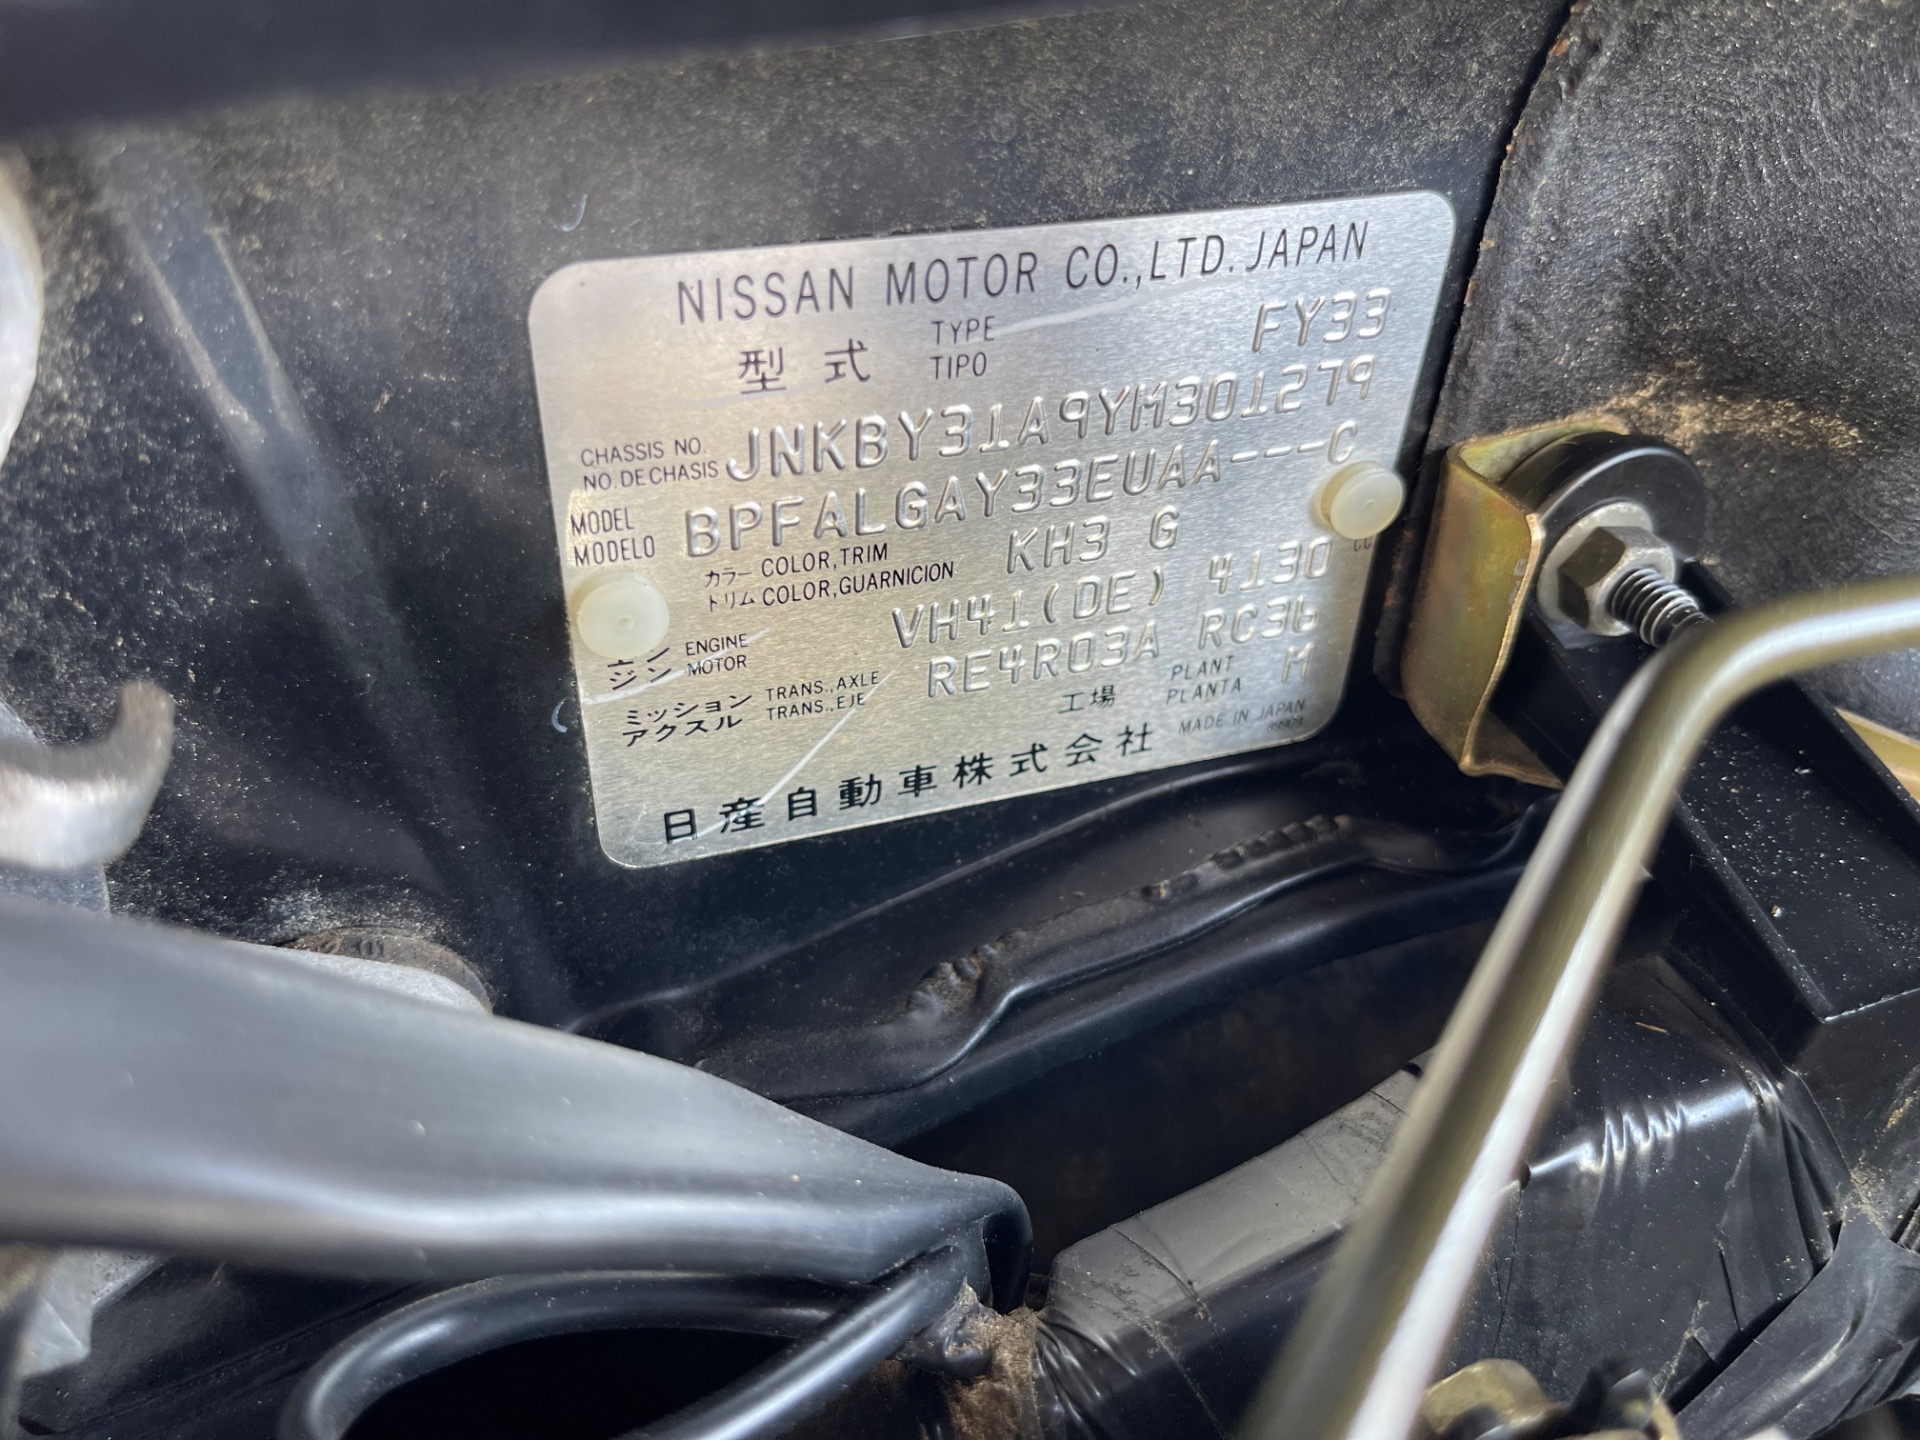 NISSAN MOTOR CO.,LTD. JAPAN
型式 TYPE TIPO FY33
CHASSIS NO. NO. DE CHASIS JNKBY31A9YM301279
MODEL MODELO BPFALGAY33EUAA---C
カラー COLOR,TRIM
トリム COLOR,GUARNICION KH3 G
エンジン ENGINE MOTOR VH41(DE) 4130 CC
ミッション アクスル TRANS.,AXLE TRANS.,EJE RE4R03A RC36
工場 PLANT PLANTA M
日産自動車株式会社 MADE IN JAPAN